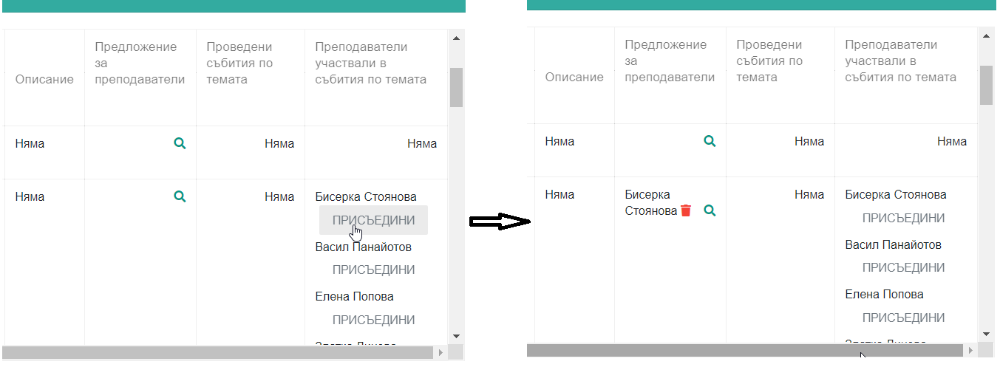 Описание
Предложение
за
преподаватели
Проведени
събития по
темата
Преподаватели
участвали в
събития по темата
Няма
Няма
Няма
Няма
Няма
Бисерка Стоянова
ПРИСЪЕДИНИ
Васил Панайотов
ПРИСЪЕДИНИ
Елена Попова
ПРИСЪЕДИНИ
Описание
Предложение
за
преподаватели
Проведени
събития по
темата
Преподаватели
участвали в
събития по темата
Няма
Няма
Няма
Няма
Бисерка
Стоянова
Няма
Бисерка Стоянова
ПРИСЪЕДИНИ
Васил Панайотов
ПРИСЪЕДИНИ
Елена Попова
ПРИСЪЕДИНИ